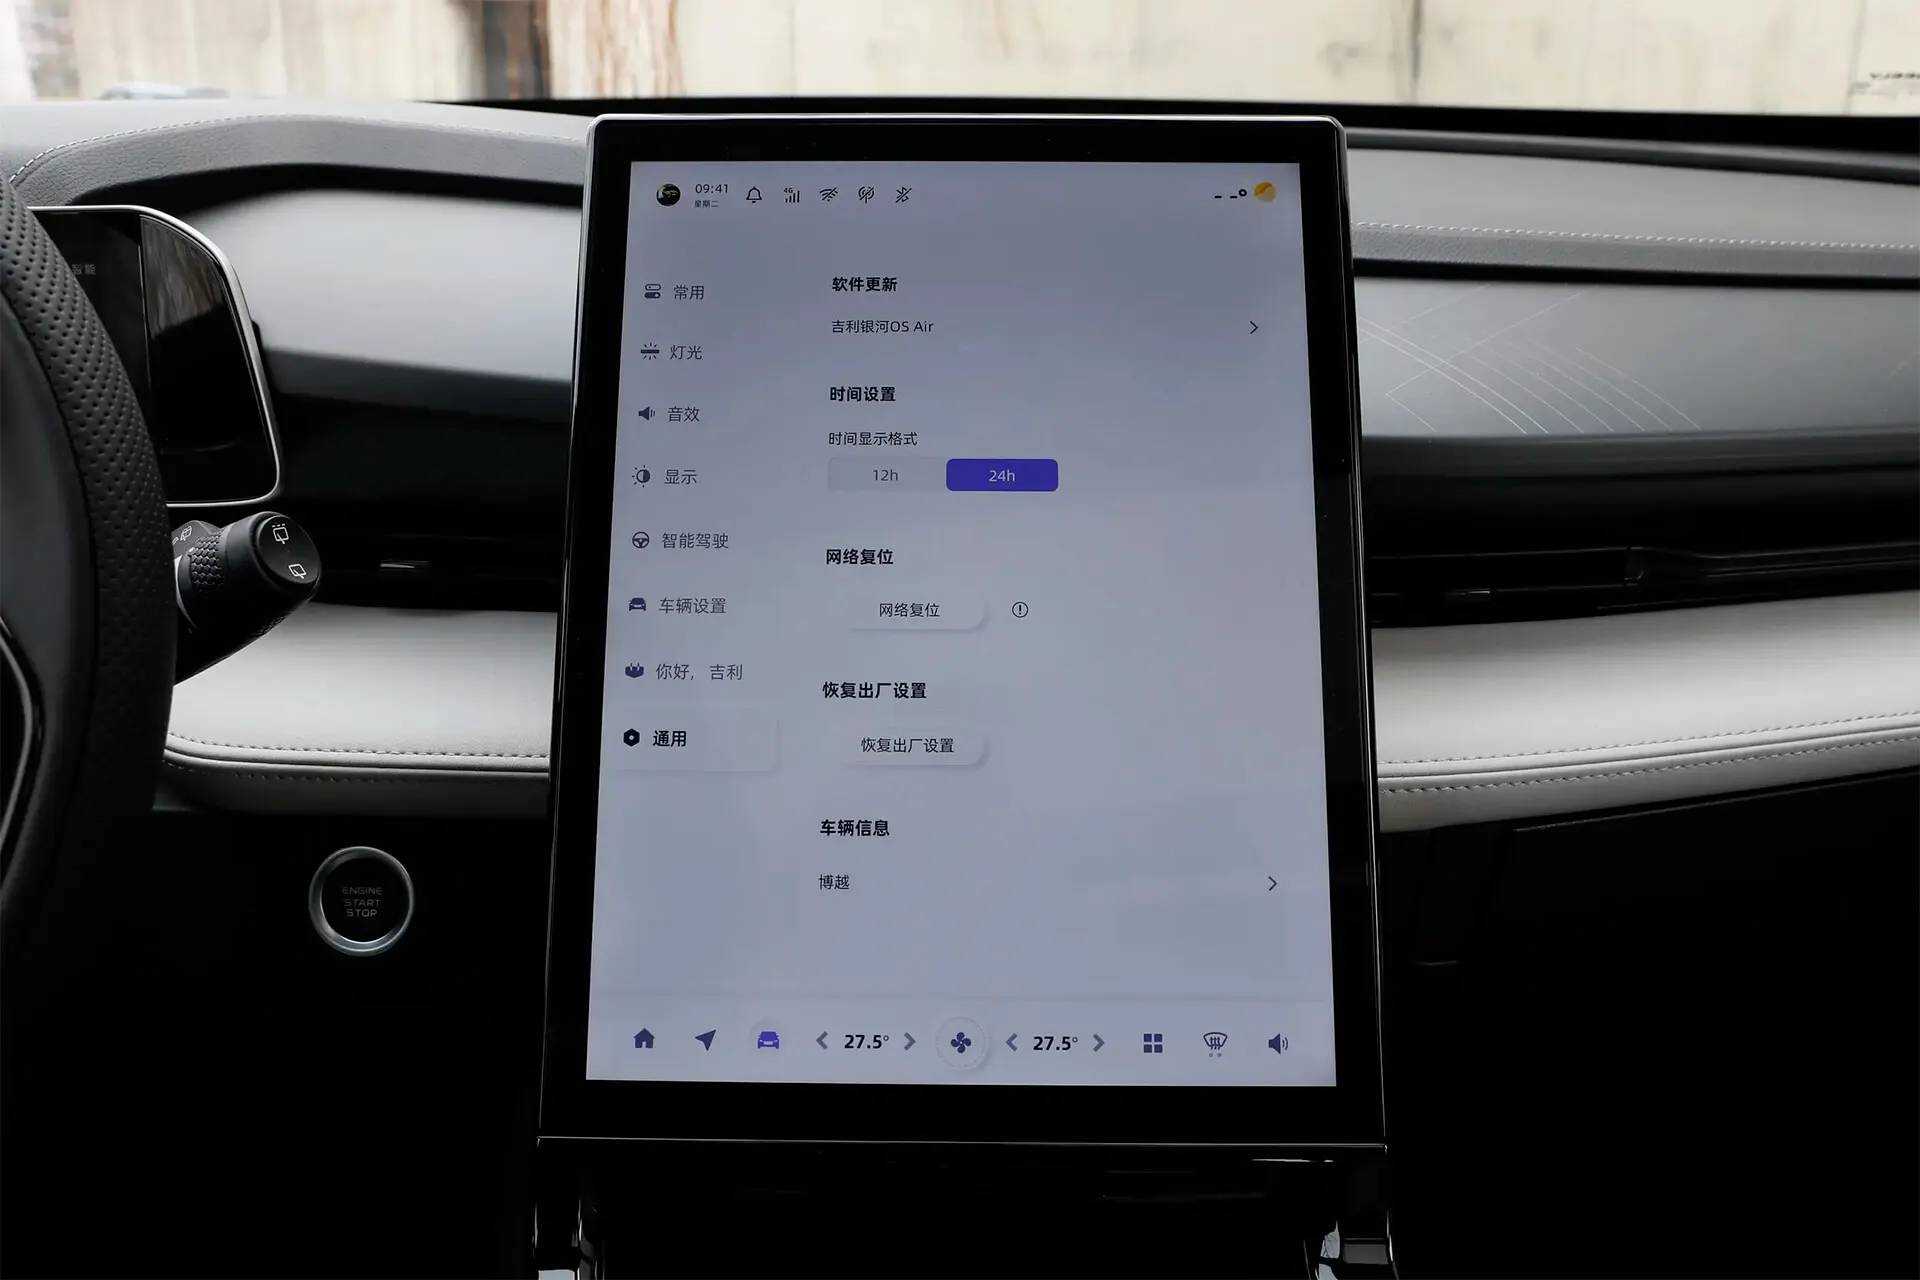 09:41
星期二
4G
常用
灯光
音效
显示
智能驾驶
车辆设置
你好，吉利
通用
软件更新
吉利银河OS Air
时间设置
时间显示格式
12h
24h
网络复位
网络复位
恢复出厂设置
恢复出厂设置
车辆信息
博越
27.5°
27.5°
智能
ENGINE
START
STOP